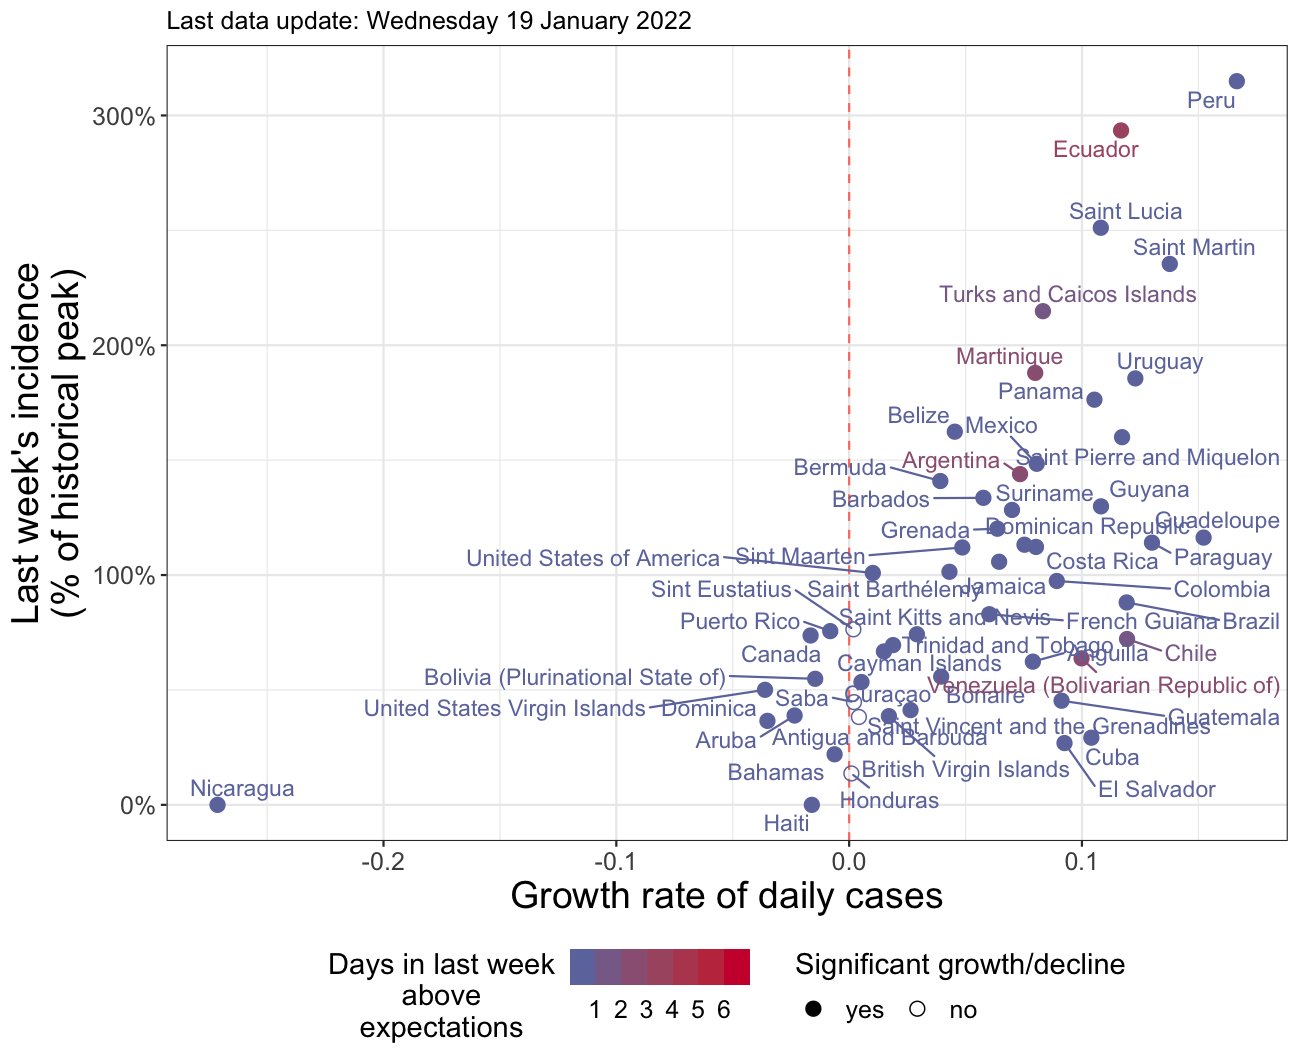 Last data update: Wednesday 19 January 2022
Last week's incidence
(% of historical peak)
300%
200%
100%
0%
Peru
Ecuador
Saint Lucia
Saint Martin
Turks and Caicos Islands
Martinique
Uruguay
Panama
Belize
Mexico
Saint Pierre and Miquelon
Argentina
Bermuda
Suriname
Guyana
Barbados
Guadeloupe
Dominican Republic
Grenada
Sint Maarten
United States of America
Costa Rica
Paraguay
Sint Eustatius
Saint Barthélemy
Jamaica
Colombia
Saint Kitts and Nevis
Puerto Rico
French Guiana
Brazil
Trinidad and Tobago
Canada
Anguilla
Chile
Cayman Islands
Bolivia (Plurinational State of)
Venezuela (Bolivarian Republic of)
Saba
Curaçao
Bonaire
United States Virgin Islands
Dominica
Guatemala
Saint Vincent and the Grenadines
Aruba
Antigua and Barbuda
Cuba
Bahamas
British Virgin Islands
El Salvador
Nicaragua
Honduras
Haiti
-0.2
-0.1
0.0
0.1
Growth rate of daily cases
Days in last week
above
expectations
1 2 3 4 5 6
Significant growth/decline
yes
no